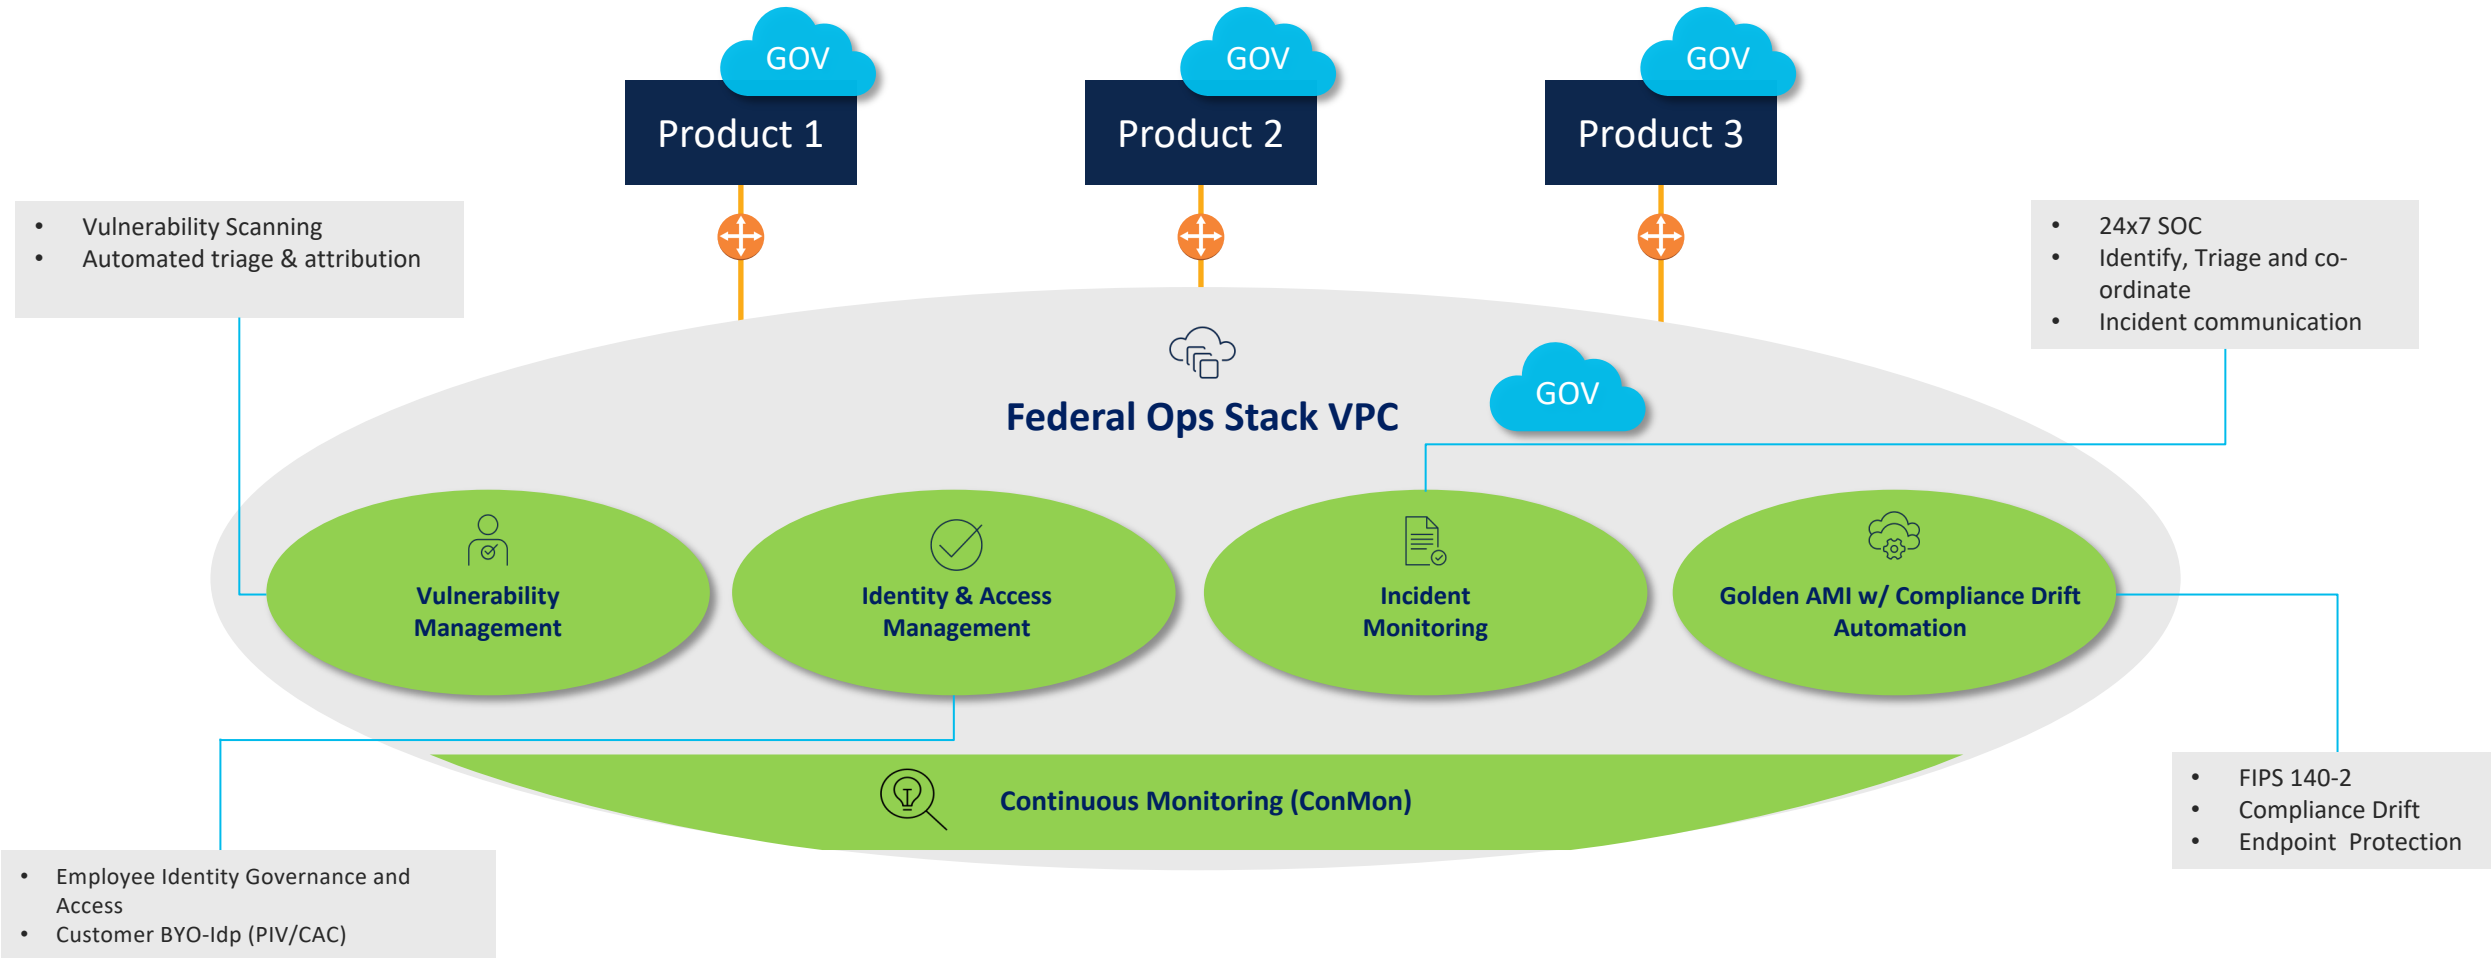 GOV
GOV
GOV
Product 1
Product 2
Product 3
• Vulnerability Scanning
• Automated triage & attribution
• 24x7 SOC
• Identify, Triage and co-
ordinate
• Incident communication
GOV
Federal Ops Stack VPC
Vulnerability
Management
Identity & Access
Management
Incident
Monitoring
Golden AMI w/ Compliance Drift
Automation
Continuous Monitoring (ConMon)
• FIPS 140-2
• Compliance Drift
• Endpoint Protection
• Employee Identity Governance and
Access
• Customer BYO-Idp (PIV/CAC)